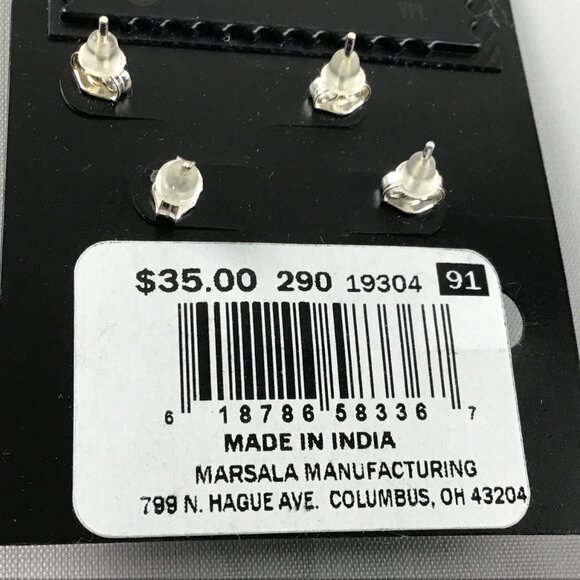 VPL
$35.00 290 19304 91
6 18786 58336 7
MADE IN INDIA
MARSALA MANUFACTURING
799 N. HAGUE AVE. COLUMBUS, OH 43204